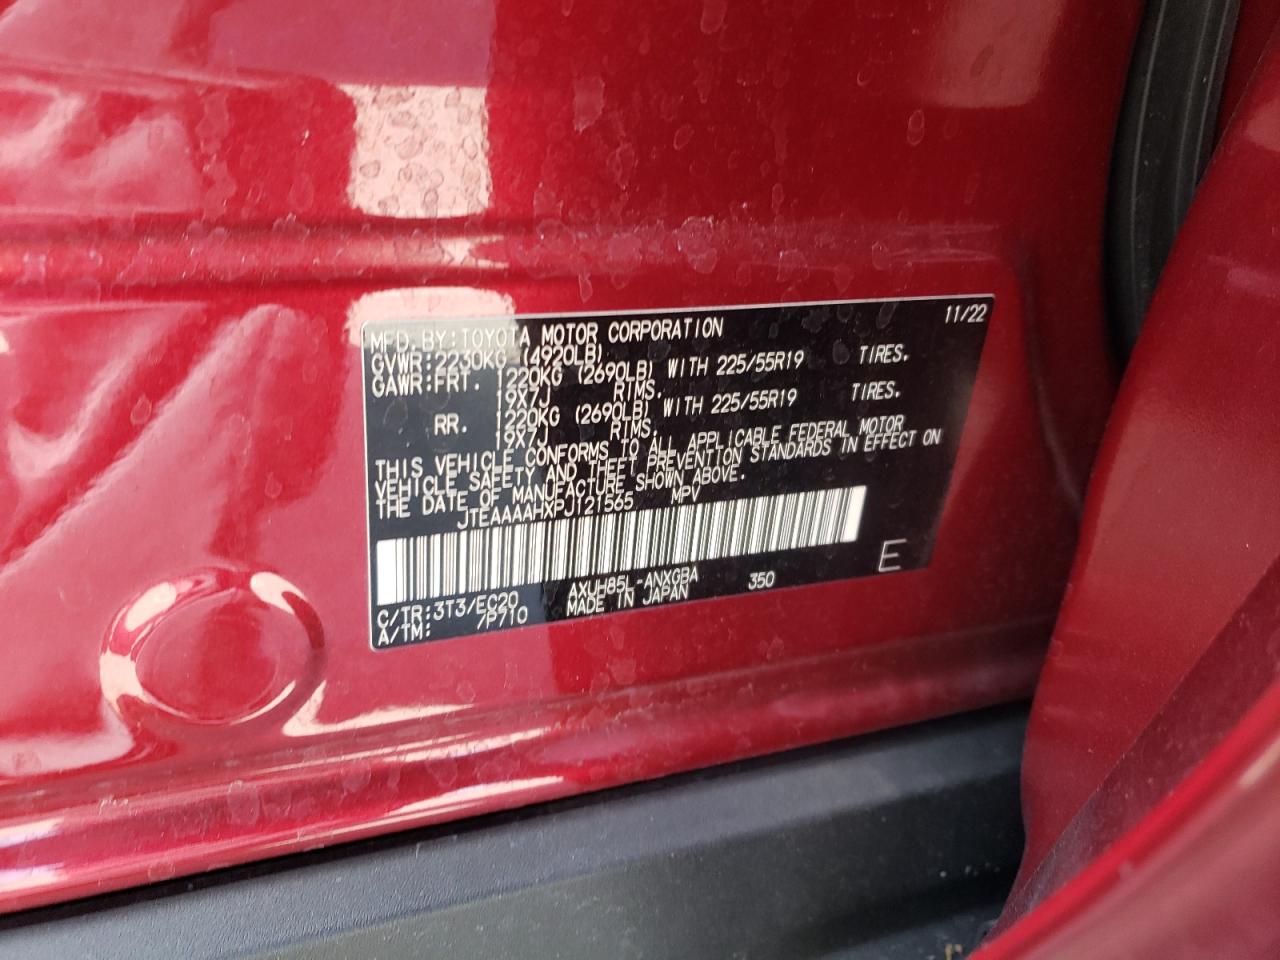 MFD. BY: TOYOTA MOTOR CORPORATION 11/22
GVWR: 2230KG (4920LB)
GAWR: FRT. 1220KG (2690LB) WITH 225/55R19 TIRES.
19X7J RIMS.
RR. 1220KG (2690LB) WITH 225/55R19 TIRES.
19X7J RIMS.
THIS VEHICLE CONFORMS TO ALL APPLICABLE FEDERAL MOTOR
VEHICLE SAFETY AND THEFT PREVENTION STANDARDS IN EFFECT ON
THE DATE OF MANUFACTURE SHOWN ABOVE.
JTEAAAAHXPJ121565 MPV
E
C/TR: 3T3/EC20 AXUH85L-ANXGBA 350
A/TM: /P710 MADE IN JAPAN